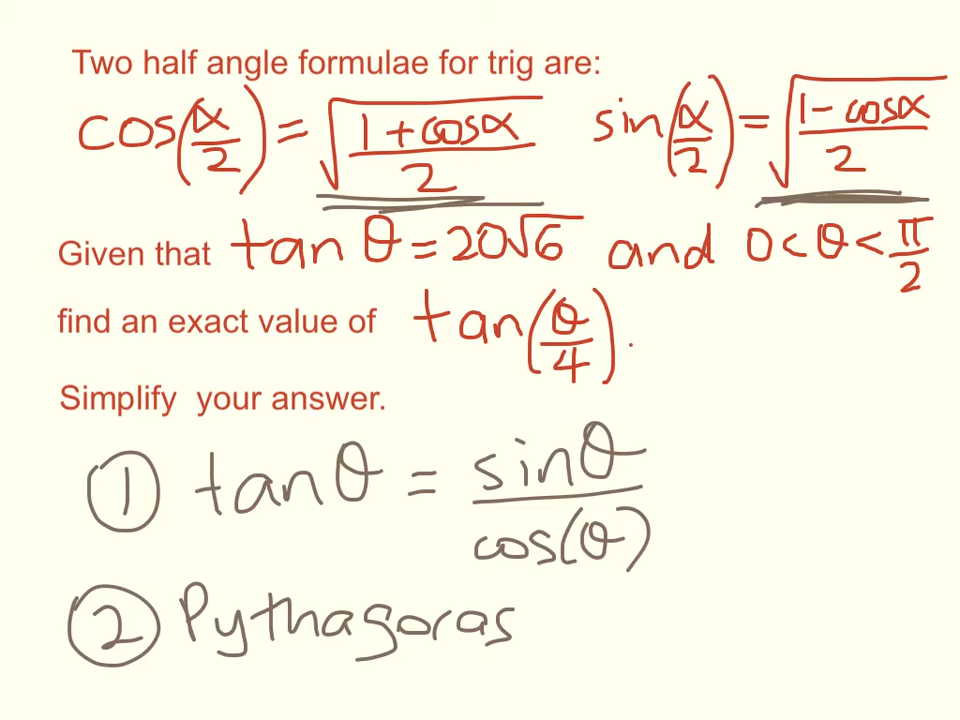 Two half angle formulae for trig are:
cos(α/2) = √((1+cosα)/2) sin(α/2) = √((1-cosα)/2)
Given that tan θ = 20√6 and 0<θ<π/2
find an exact value of tan(θ/4).
Simplify your answer.
① tanθ = sinθ/cos(θ)
② Pythagoras